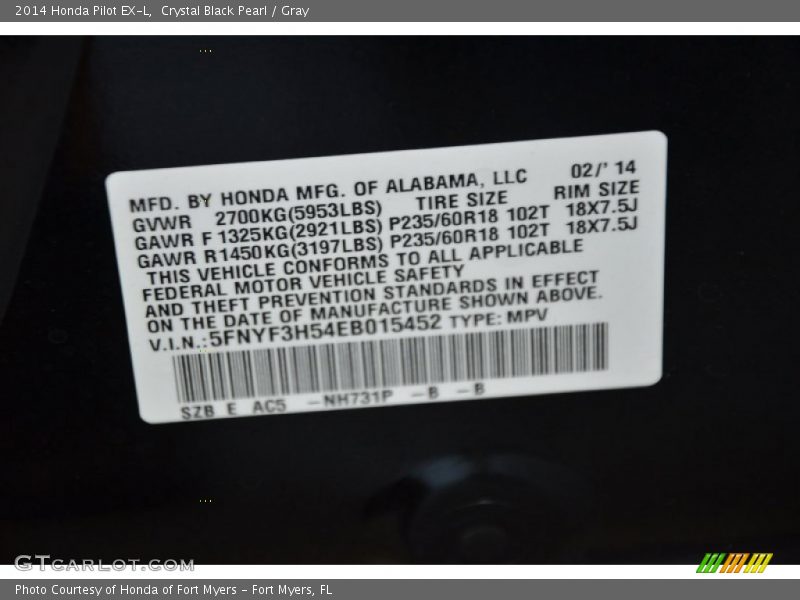 2014 Honda Pilot EX-L,  Crystal Black Pearl / Gray
MFD. BY HONDA MFG. OF ALABAMA, LLC 02/' 14
GVWR 2700KG(5953LBS) TIRE SIZE RIM SIZE
GAWR F 1325KG(2921LBS) P235/60R18 102T 18X7.5J
GAWR R1450KG(3197LBS) P235/60R18 102T 18X7.5J
THIS VEHICLE CONFORMS TO ALL APPLICABLE
FEDERAL MOTOR VEHICLE SAFETY
AND THEFT PREVENTION STANDARDS IN EFFECT
ON THE DATE OF MANUFACTURE SHOWN ABOVE.
V.I.N.:5FNYF3H54EB015452 TYPE: MPV
SZB E AC5 -NH731P -B -B
GTCARLOT.COM
Photo Courtesy of Honda of Fort Myers - Fort Myers, FL